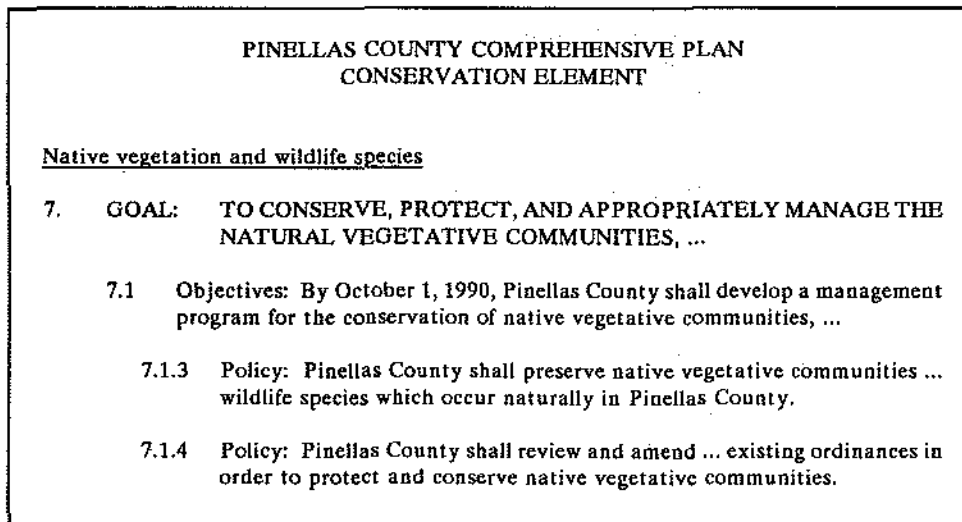 PINELLAS COUNTY COMPREHENSIVE PLAN
CONSERVATION ELEMENT
Native vegetation and wildlife species
7. GOAL: TO CONSERVE, PROTECT, AND APPROPRIATELY MANAGE THE
NATURAL VEGETATIVE COMMUNITIES, ...
7.1 Objectives: By October 1, 1990, Pinellas County shall develop a management
program for the conservation of native vegetative communities, ...
7.1.3 Policy: Pinellas County shall preserve native vegetative communities ...
wildlife species which occur naturally in Pinellas County.
7.1.4 Policy: Pinellas County shall review and amend ... existing ordinances in
order to protect and conserve native vegetative communities.